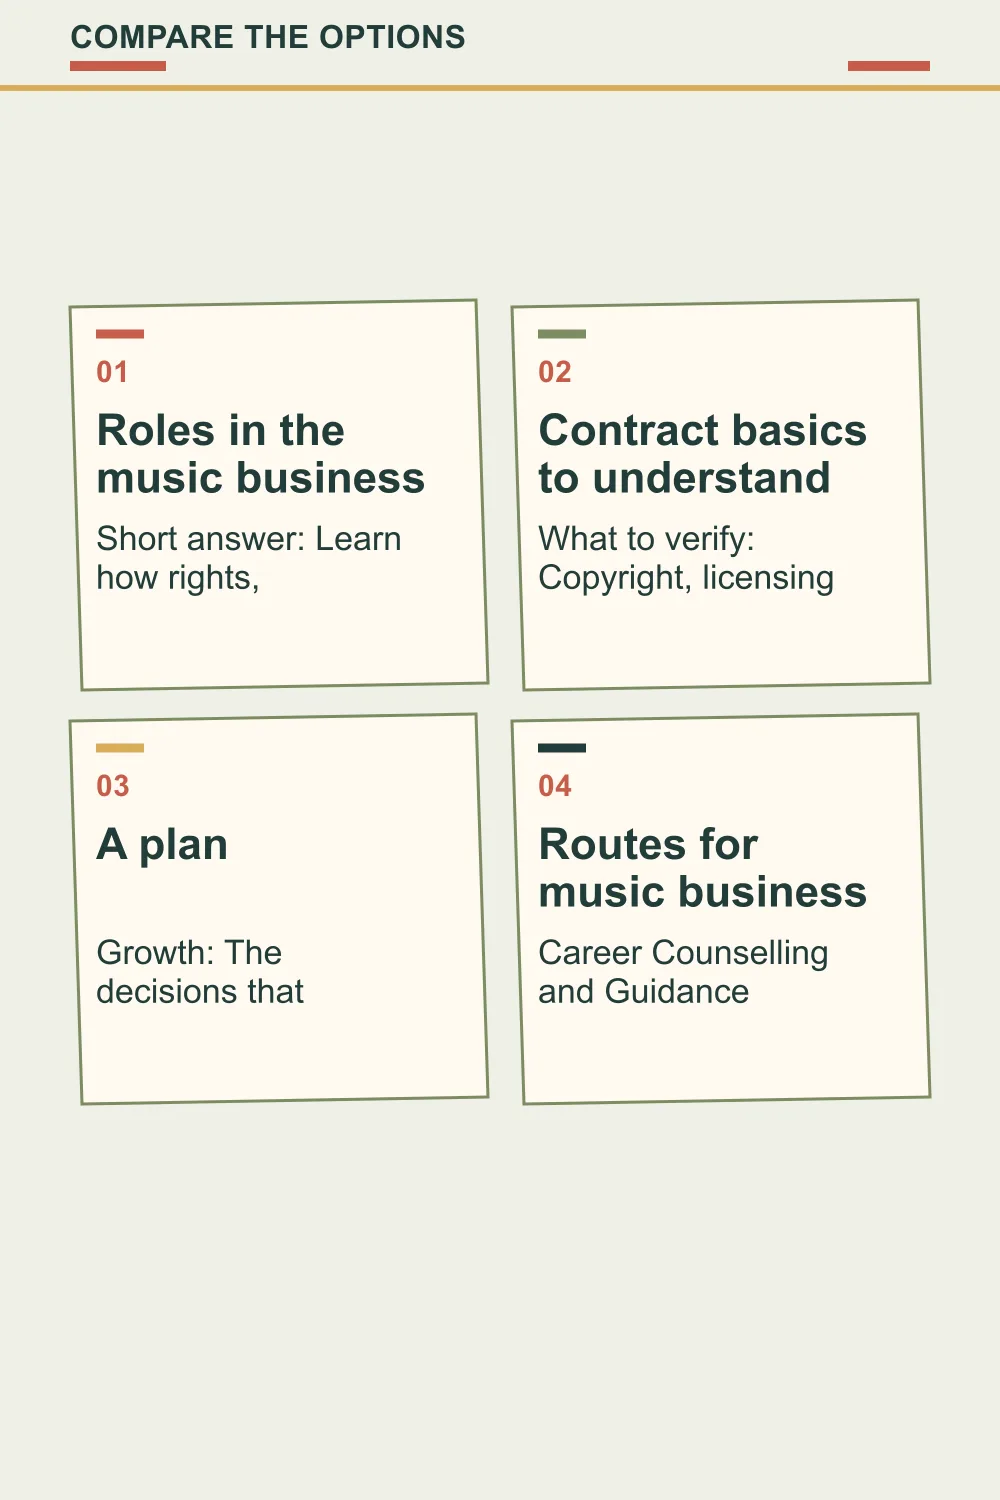 COMPARE THE OPTIONS
01
Roles in the
music business
Short answer: Learn
how rights,
02
Contract basics
to understand
What to verify:
Copyright, licensing
03
A plan
Growth: The
decisions that
04
Routes for
music business
Career Counselling
and Guidance